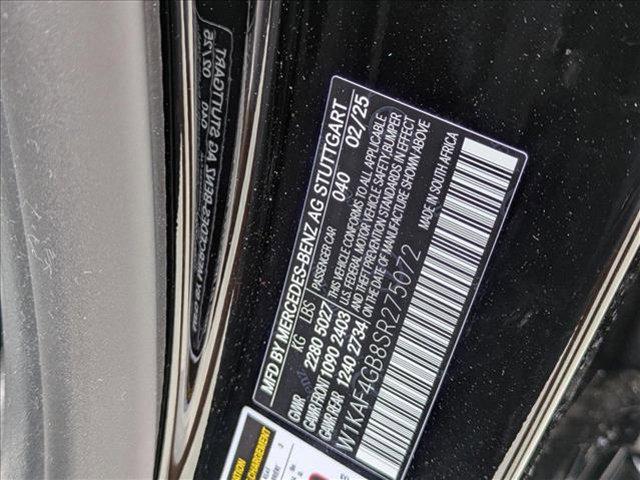 MFD BY MERCEDES-BENZ AG STUTTGART
KG LBS PASSENGER CAR 040 02/25
GVWR 2280 5027
GAWR FRONT 1090 2403
GAWR REAR 1240 2734
THIS VEHICLE CONFORMS TO ALL APPLICABLE
U.S. FEDERAL MOTOR VEHICLE SAFETY, BUMPER
AND THEFT PREVENTION STANDARDS IN EFFECT
ON THE DATE OF MANUFACTURE SHOWN ABOVE
W1KAF4GB8SR275072 MADE IN SOUTH AFRICA